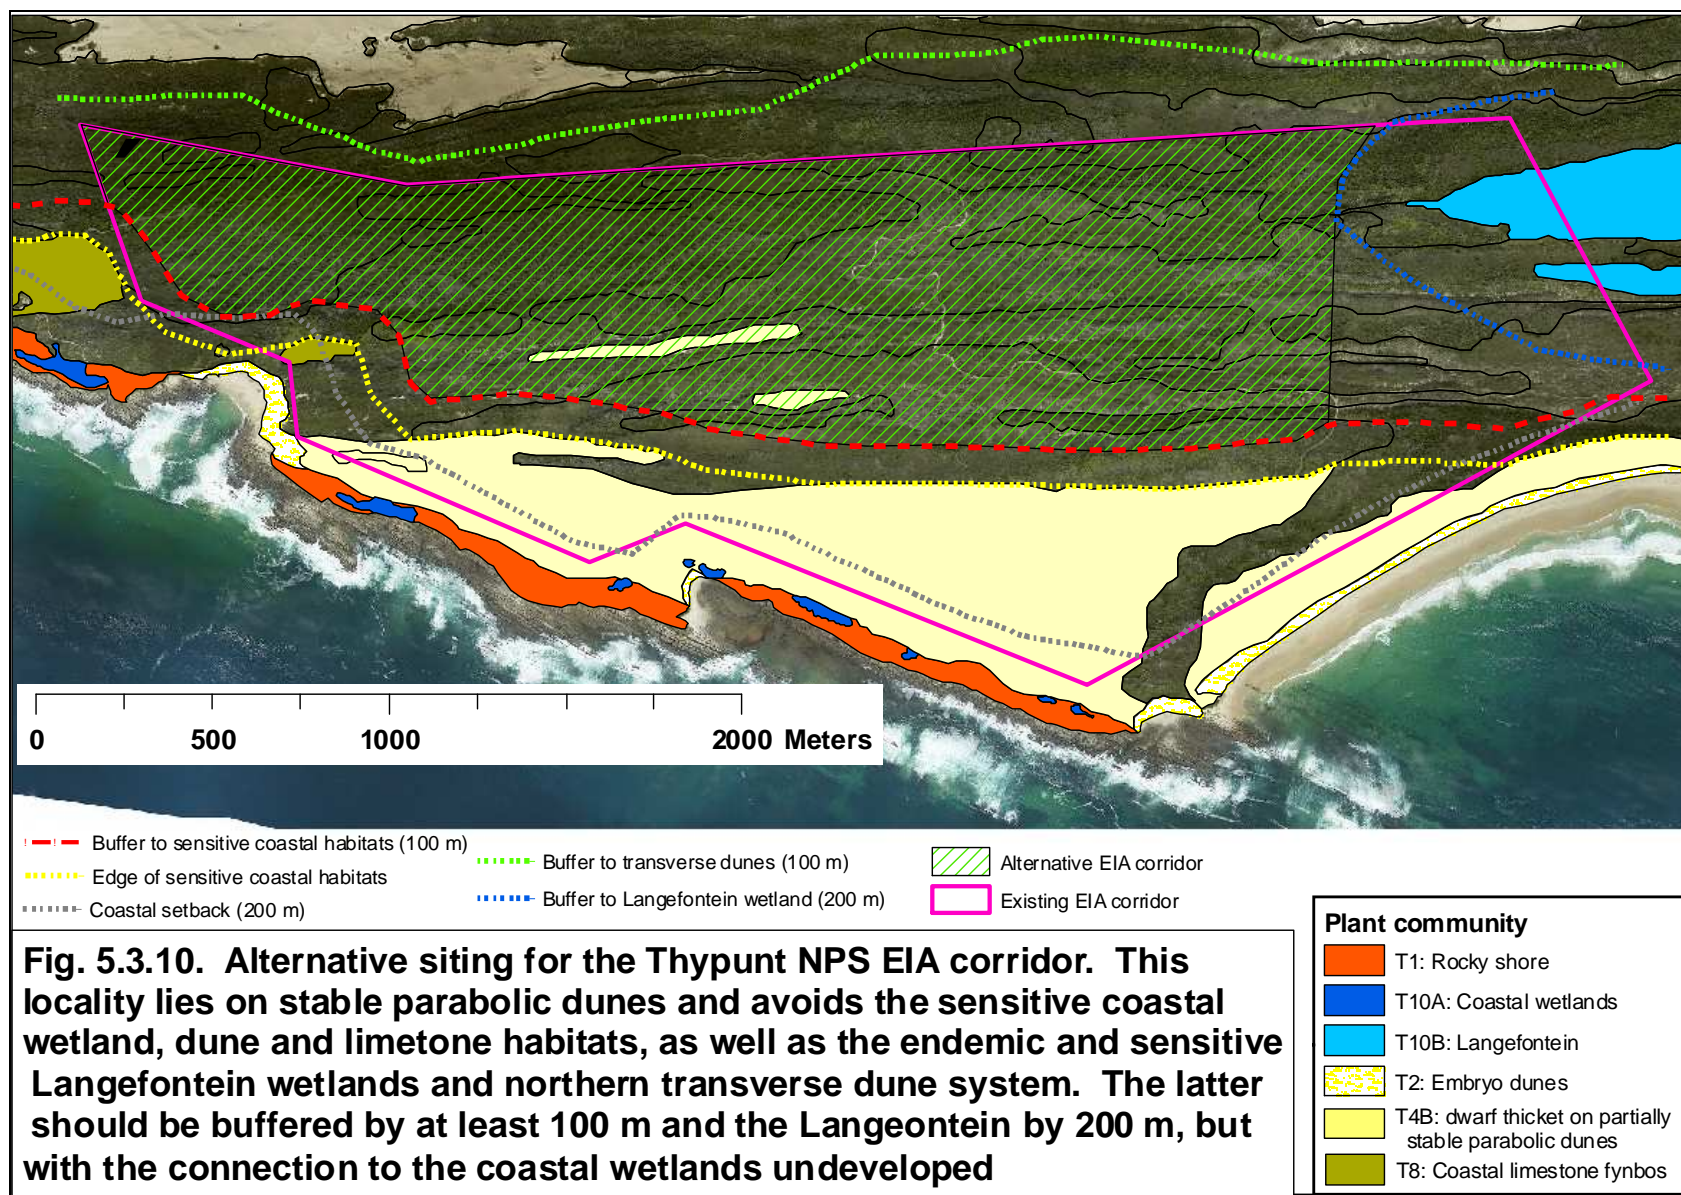 0 500 1000 2000 Meters
Buffer to sensitive coastal habitats (100 m)
Edge of sensitive coastal habitats
Coastal setback (200 m)
Buffer to transverse dunes (100 m)
Buffer to Langefontein wetland (200 m)
Alternative EIA corridor
Existing EIA corridor
Fig. 5.3.10. Alternative siting for the Thypunt NPS EIA corridor. This
locality lies on stable parabolic dunes and avoids the sensitive coastal
wetland, dune and limetone habitats, as well as the endemic and sensitive
Langefontein wetlands and northern transverse dune system. The latter
should be buffered by at least 100 m and the Langeontein by 200 m, but
with the connection to the coastal wetlands undeveloped
Plant community
T1: Rocky shore
T10A: Coastal wetlands
T10B: Langefontein
T2: Embryo dunes
T4B: dwarf thicket on partially
stable parabolic dunes
T8: Coastal limestone fynbos